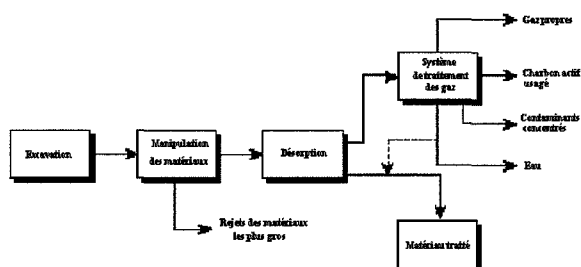 Gaz propres
Système
de traitement
des gaz
Charbon actif
usagé
Contaminants
concentrés
Eau
Excavation
Manipulation
des matériaux
Désorption
Rejets des matériaux
les plus gros
Matériau traité